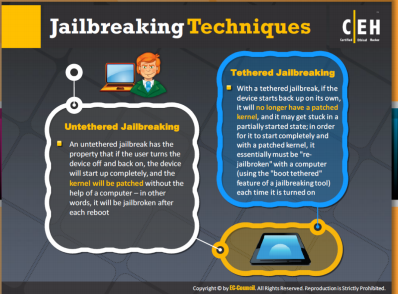 Jailbreaking Techniques
C|EH
Certified Ethical Hacker
Untethered Jailbreaking
An untethered jailbreak has the
property that if the user turns the
device off and back on, the device
will start up completely, and the
kernel will be patched without the
help of a computer – in other
words, it will be jailbroken after
each reboot
Tethered Jailbreaking
With a tethered jailbreak, if the
device starts back up on its own,
it will no longer have a patched
kernel, and it may get stuck in a
partially started state; in order
for it to start completely and
with a patched kernel, it
essentially must be "re-
jailbroken" with a computer
(using the "boot tethered"
feature of a jailbreaking tool)
each time it is turned on
Copyright © by EC-Council. All Rights Reserved. Reproduction is Strictly Prohibited.